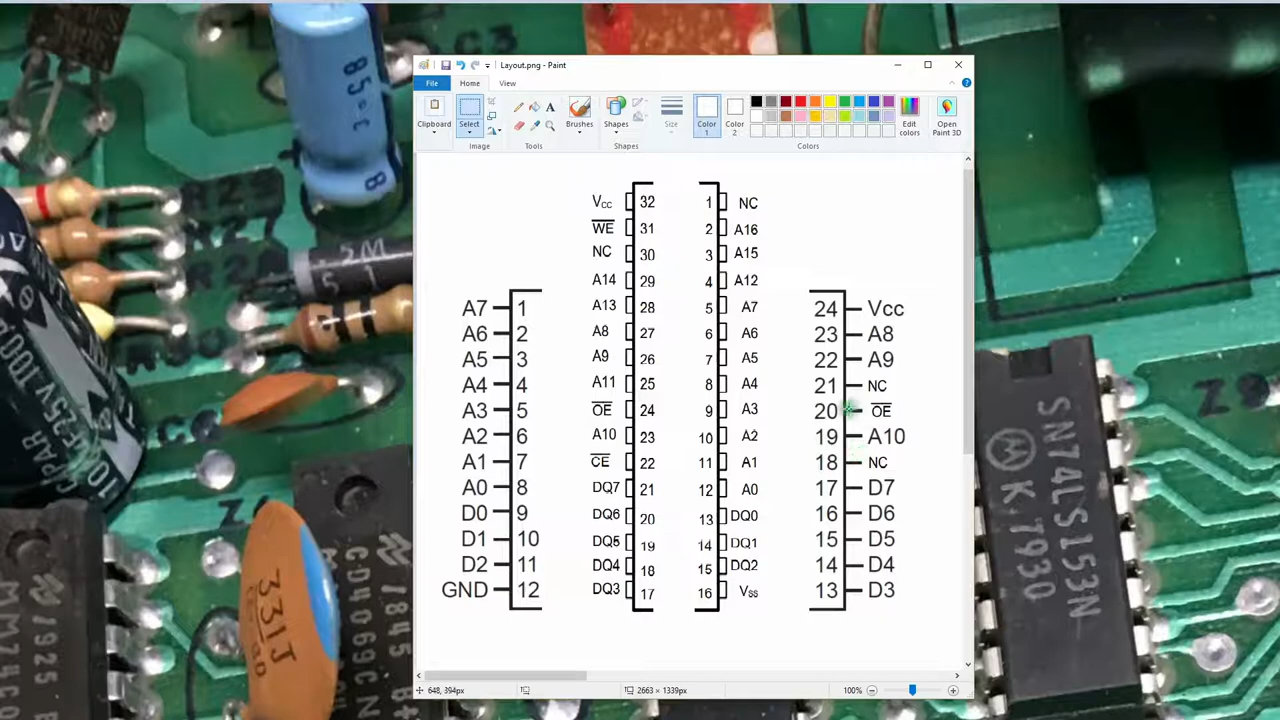 Layout.png - Paint
File
Home
View
Clipboard
Select
Image
Tools
Brushes
Shapes
Shapes
Size
Color
1
Color
2
Edit
colors
Open
Paint 3D
Colors
Vcc 32 1 NC
WE 31 2 A16
NC 30 3 A15
A14 29 4 A12
A7 1 A13 28 5 A7 24 Vcc
A6 2 A8 27 6 A6 23 A8
A5 3 A9 26 7 A5 22 A9
A4 4 A11 25 8 A4 21 NC
A3 5 OE 24 9 A3 20 OE
A2 6 A10 23 10 A2 19 A10
A1 7 CE 22 11 A1 18 NC
A0 8 DQ7 21 12 A0 17 D7
D0 9 DQ6 20 13 DQ0 16 D6
D1 10 DQ5 19 14 DQ1 15 D5
D2 11 DQ4 18 15 DQ2 14 D4
GND 12 DQ3 17 16 Vss 13 D3
648, 394px
2663 × 1339px
100%
85°C
8
331J
SN74LS153N
K 7930